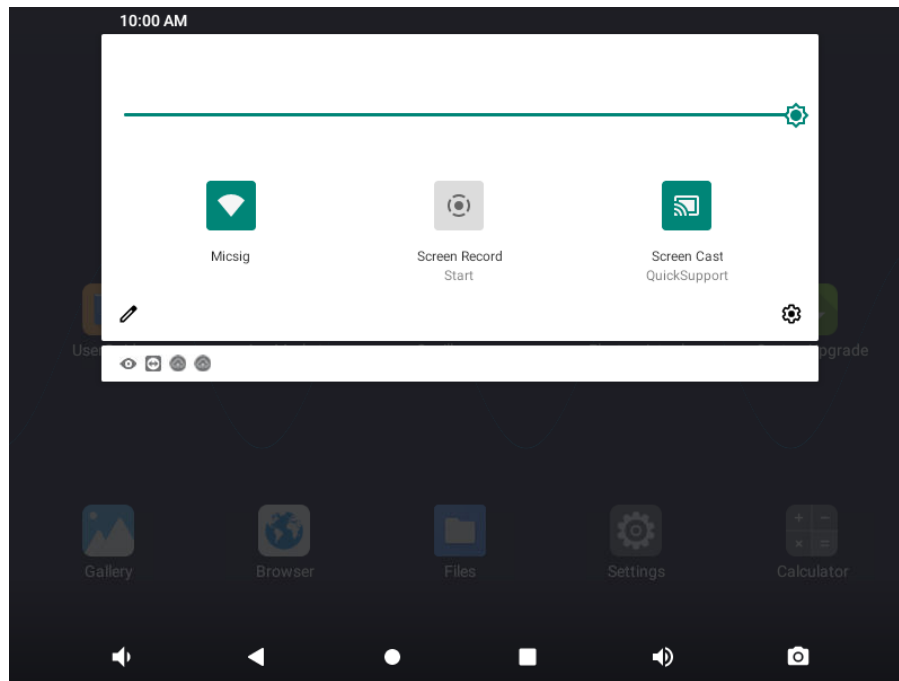 10:00 AM
Micsig
Screen Record
Start
Screen Cast
QuickSupport
Gallery
Browser
Files
Settings
Calculator